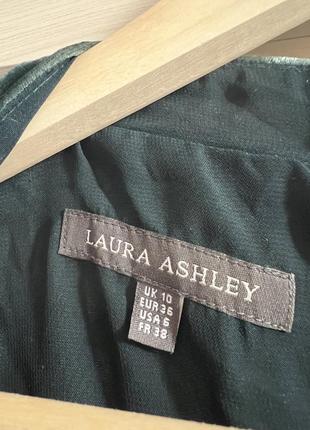 LAURA ASHLEY
UK 10
EUR 36
USA 6
FR 38